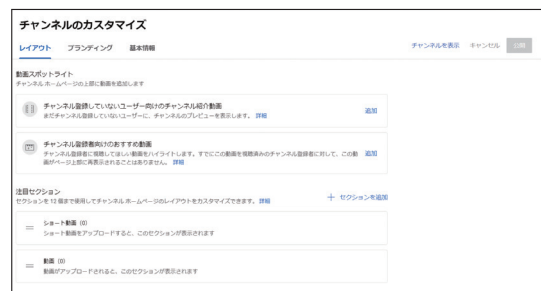 チャンネルのカスタマイズ
レイアウト ブランディング 基本情報 チャンネルを表示 キャンセル 公開
動画スポットライト
チャンネル ホームページの上部に動画を追加します
チャンネル登録していないユーザー向けのチャンネル紹介動画
まだチャンネル登録していないユーザーに、チャンネルのプレビューを表示します。 詳細
追加
チャンネル登録者向けのおすすめ動画
チャンネル登録者に視聴してほしい動画をハイライトします。すでにこの動画を視聴済みのチャンネル登録者に対して、この動
画がページ上部に再表示されることはありません。 詳細
追加
注目セクション
セクションを 12 個まで使用してチャンネル ホームページのレイアウトをカスタマイズできます。 詳細
+ セクションを追加
ショート動画 (0)
ショート動画をアップロードすると、このセクションが表示されます
動画 (0)
動画がアップロードされると、このセクションが表示されます